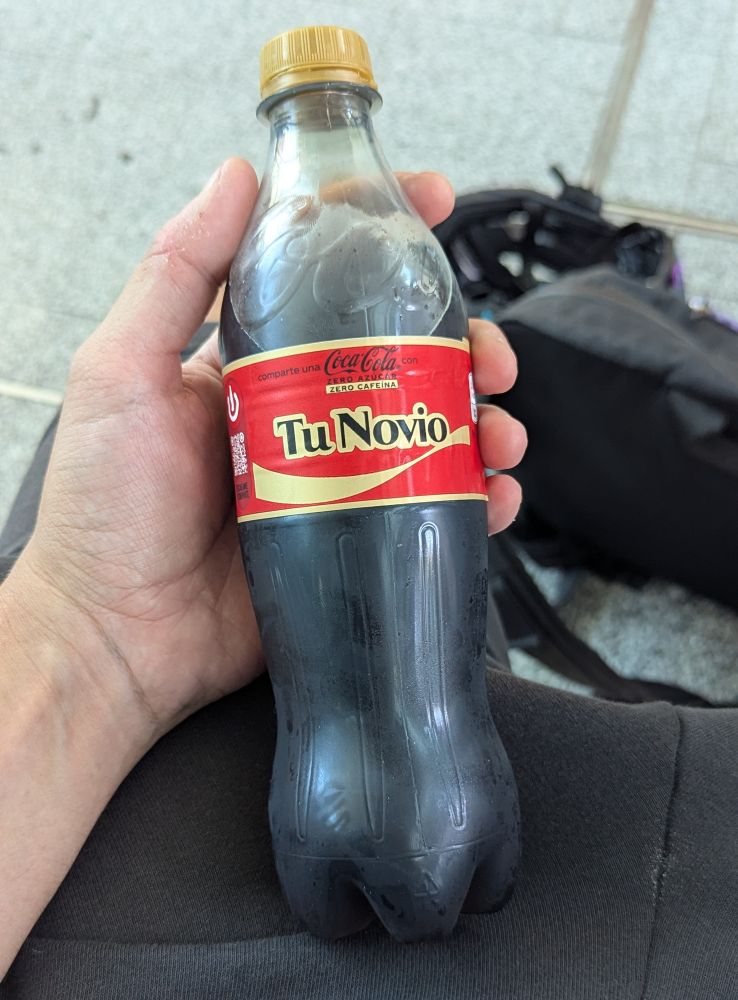 comparte una Coca-Cola con
ZERO AZÚCAR
ZERO CAFEÍNA
Tu Novio